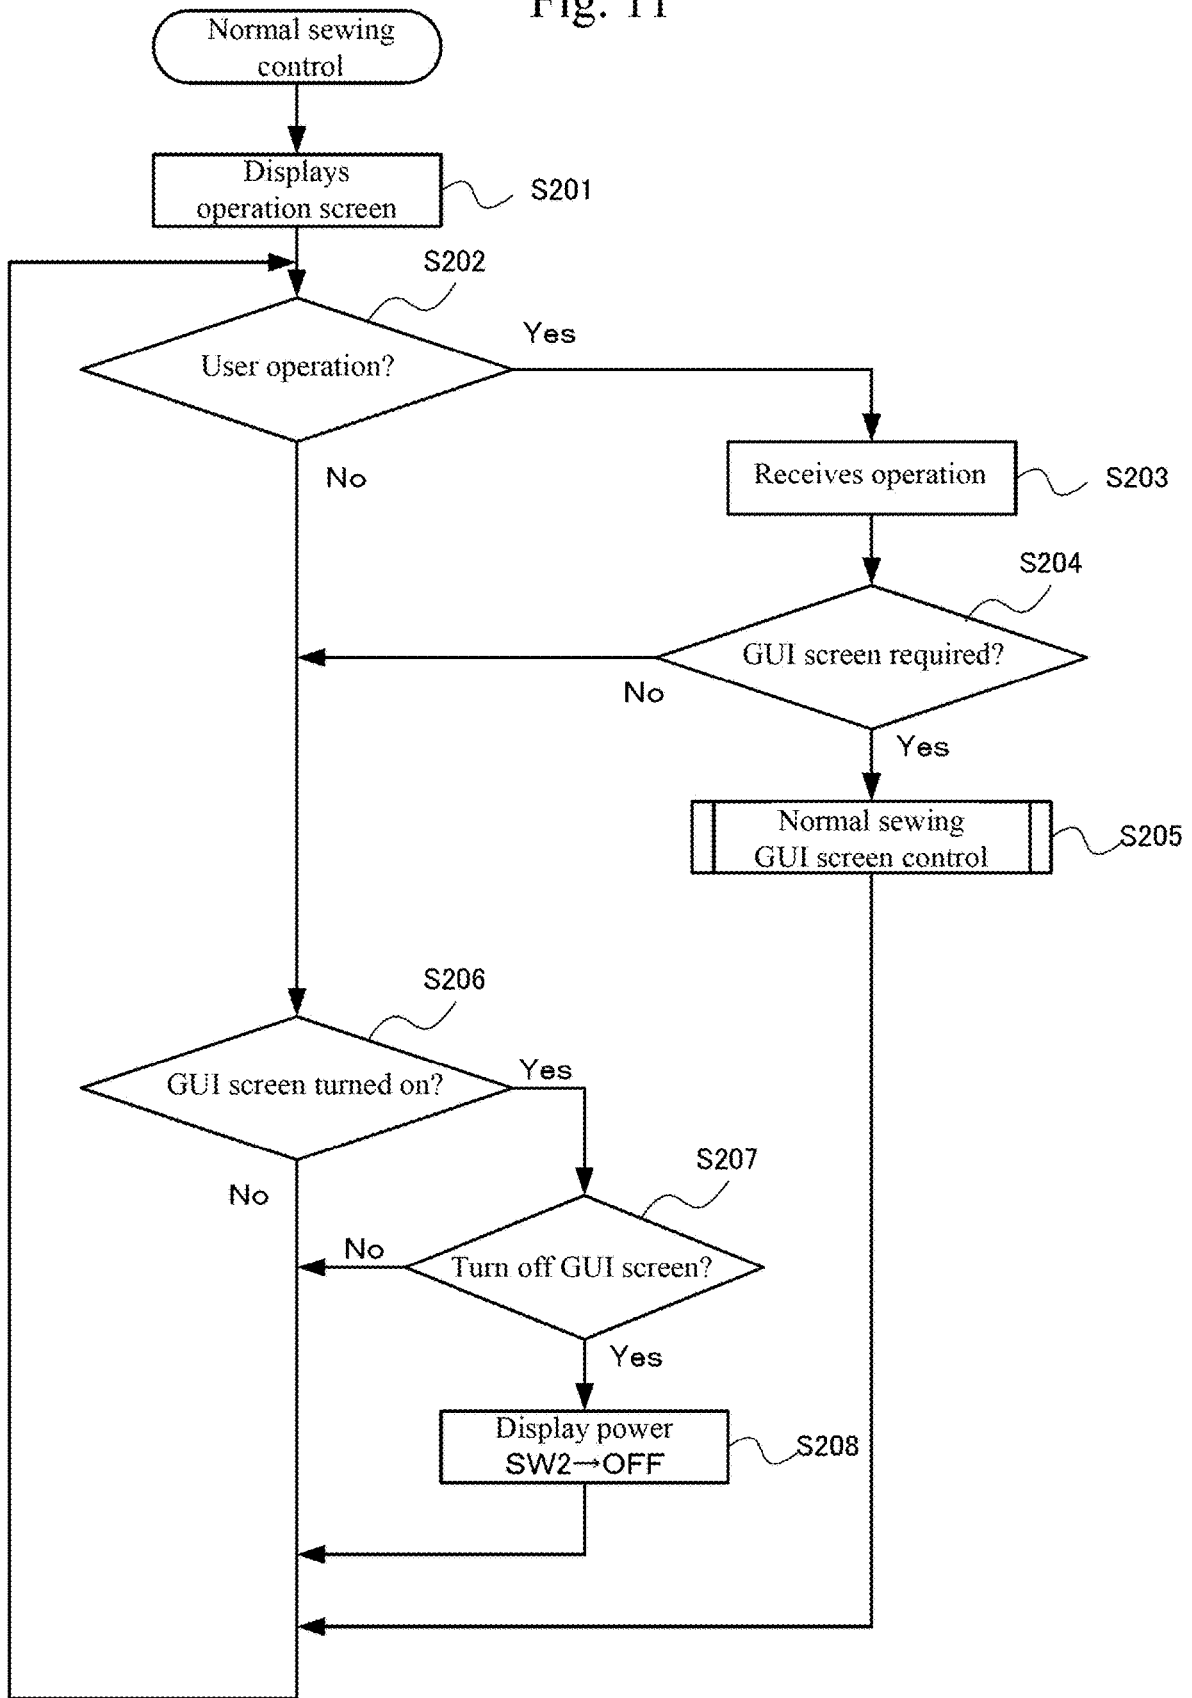 Fig. 11
Normal sewing
control
Displays
operation screen
S201
S202
User operation?
Yes
No
Receives operation
S203
S204
GUI screen required?
No
Yes
Normal sewing
GUI screen control
S205
S206
GUI screen turned on?
Yes
No
S207
Turn off GUI screen?
No
Yes
Display power
SW2→OFF
S208